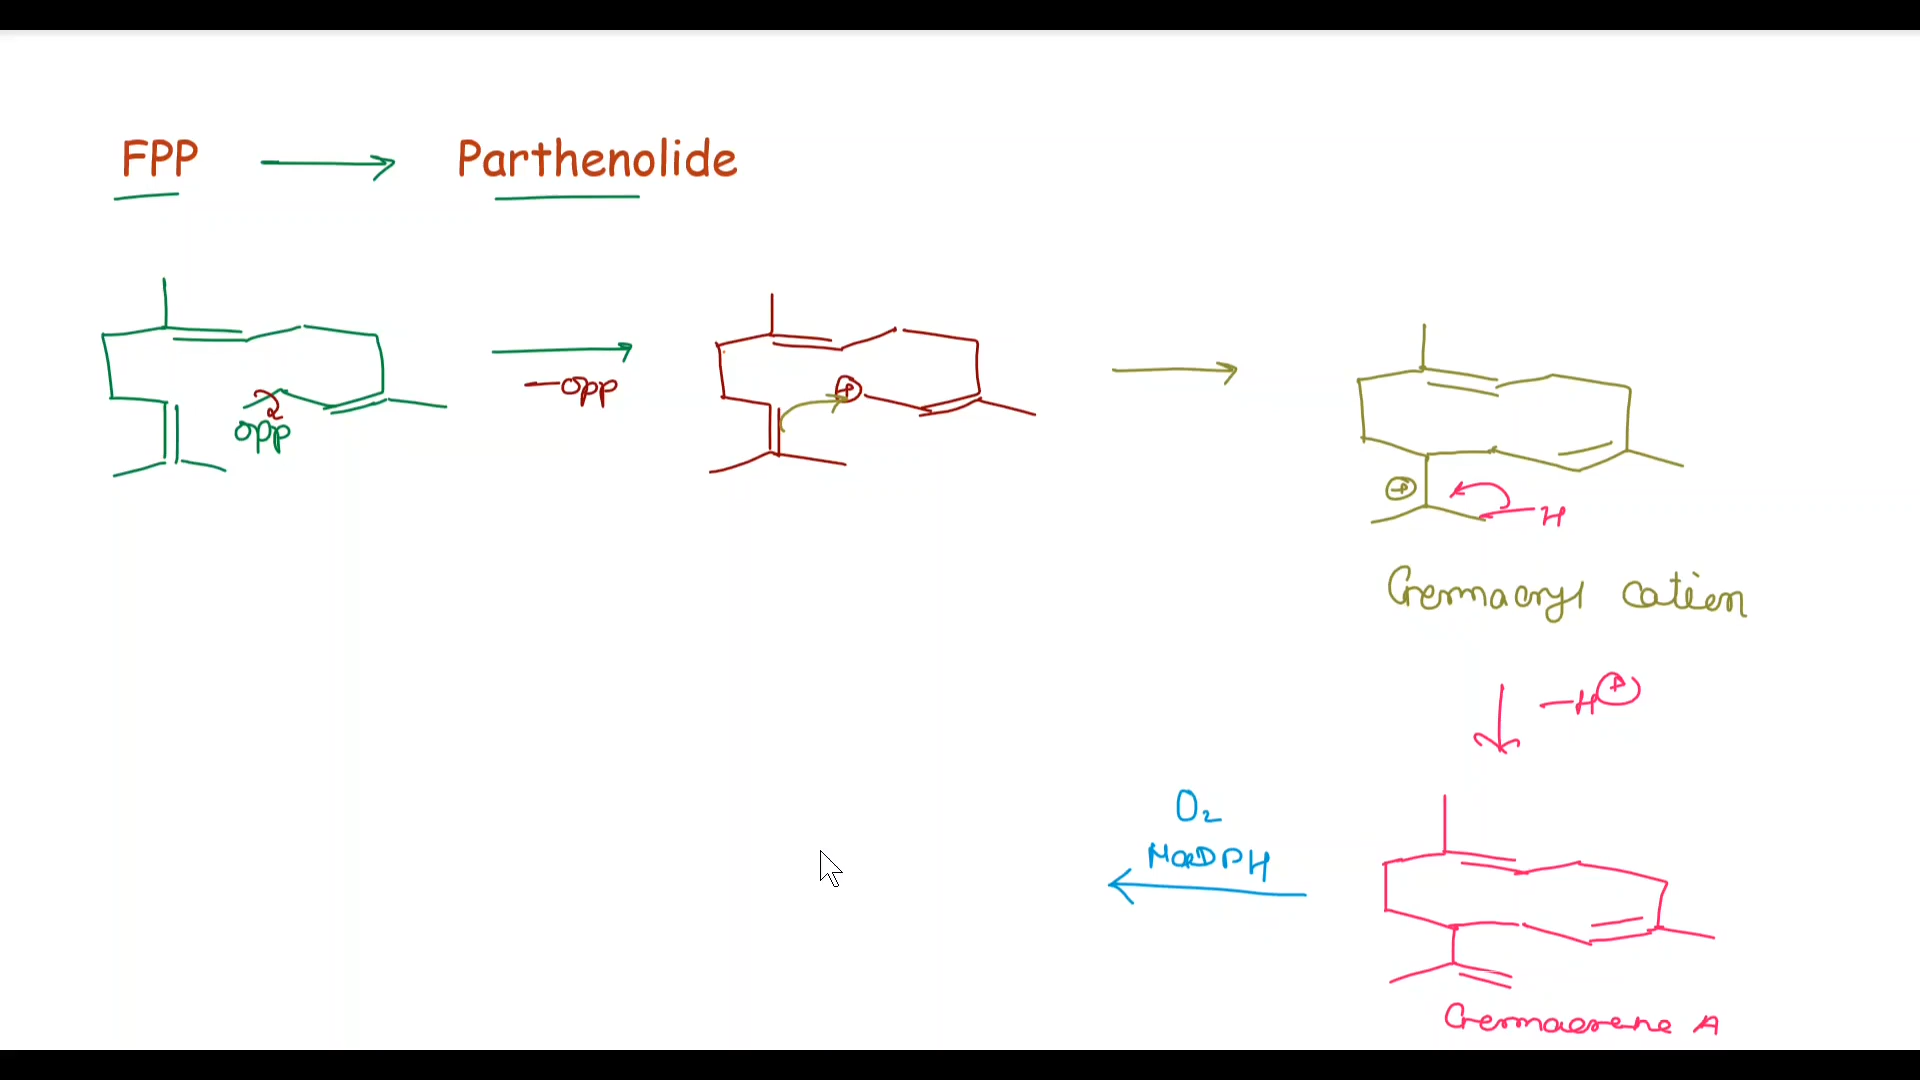 FPP → Parthenolide
OPP
-OPP
⊕
⊕
H
Germacryl cation
-H⊕
O2
NADPH
Germacrene A